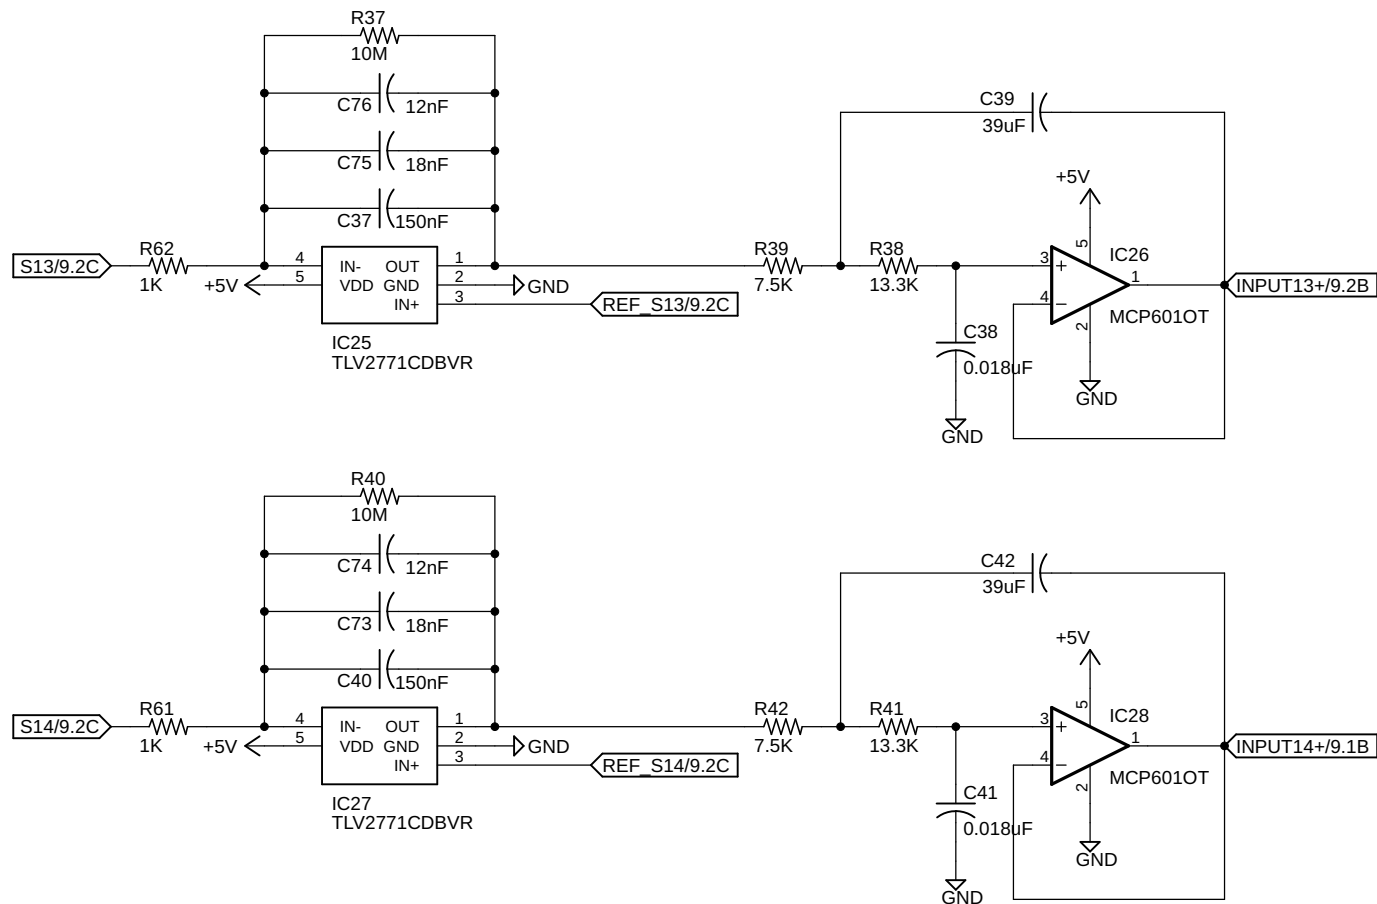 R37
10M
C76 12nF
C75 18nF
C37 150nF
S13/9.2C
R62
1K
+5V
4 IN- OUT 1
5 VDD GND 2
IN+ 3
GND
REF_S13/9.2C
IC25
TLV2771CDBVR
R39
7.5K
R38
13.3K
C39
39uF
+5V
5
3
4
1
2
IC26
MCP601OT
INPUT13+/9.2B
C38
0.018uF
GND
GND
R40
10M
C74 12nF
C73 18nF
C40 150nF
S14/9.2C
R61
1K
+5V
4 IN- OUT 1
5 VDD GND 2
IN+ 3
GND
REF_S14/9.2C
IC27
TLV2771CDBVR
R42
7.5K
R41
13.3K
C42
39uF
+5V
5
3
4
1
2
IC28
MCP601OT
INPUT14+/9.1B
C41
0.018uF
GND
GND